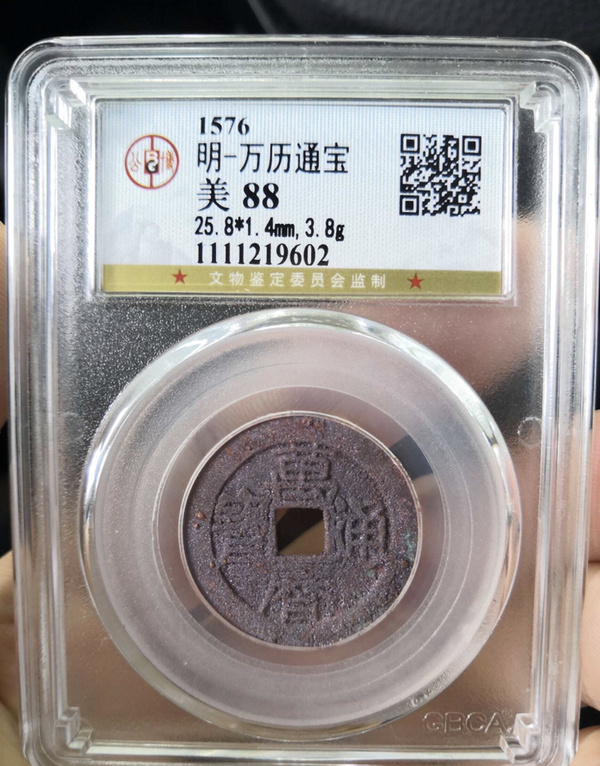 1576
明-万历通宝
美 88
25.8*1.4mm,3.8g
1111219602
★ 文物鉴定委员会监制 ★
萬
寶 通
曆
GBCA